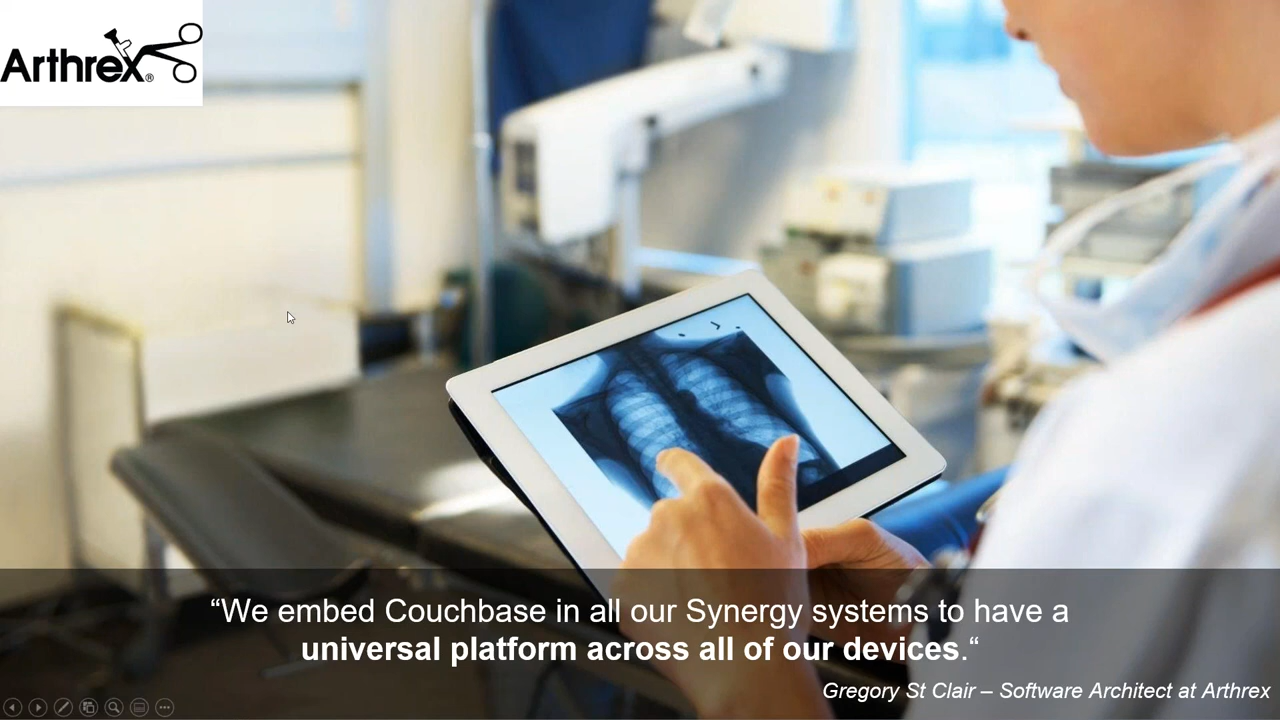 Arthrex®
“We embed Couchbase in all our Synergy systems to have a
universal platform across all of our devices.“
Gregory St Clair – Software Architect at Arthrex